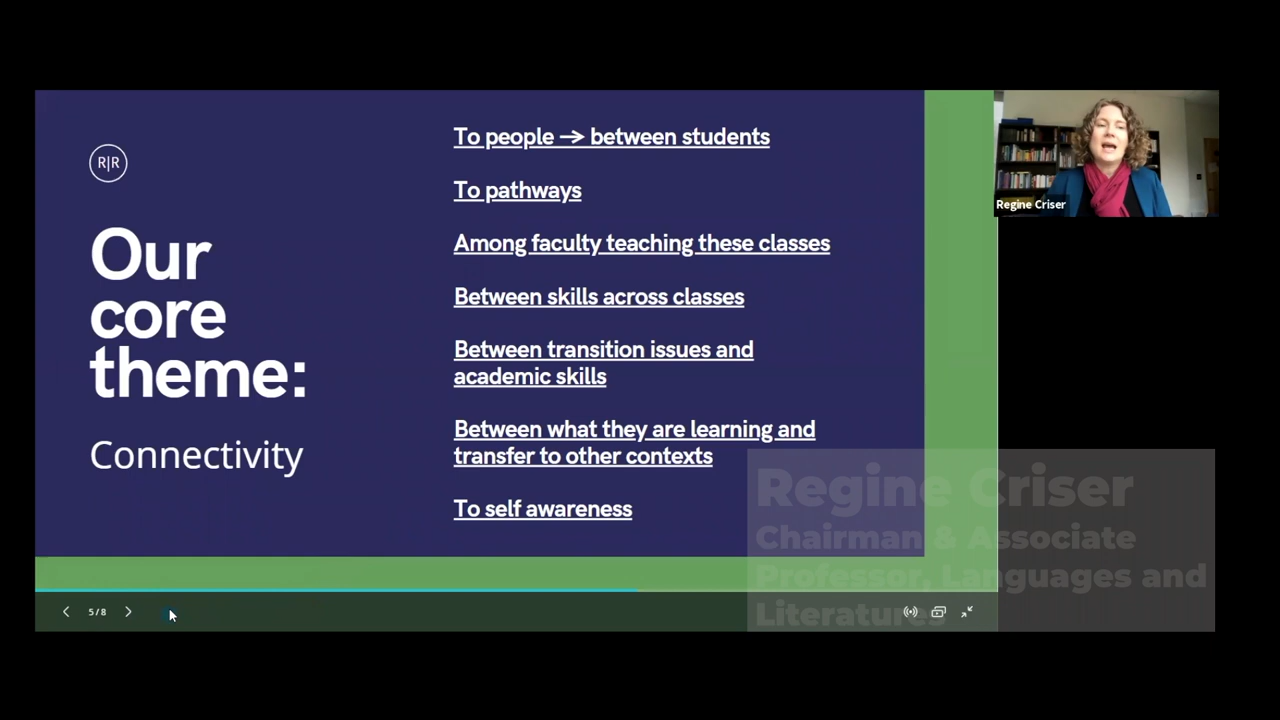 R|R
Our
core
theme:
Connectivity
To people → between students
To pathways
Among faculty teaching these classes
Between skills across classes
Between transition issues and
academic skills
Between what they are learning and
transfer to other contexts
To self awareness
Regine Criser
Regine Criser
Chairman & Associate
Professor, Languages and
Literatures
5/8